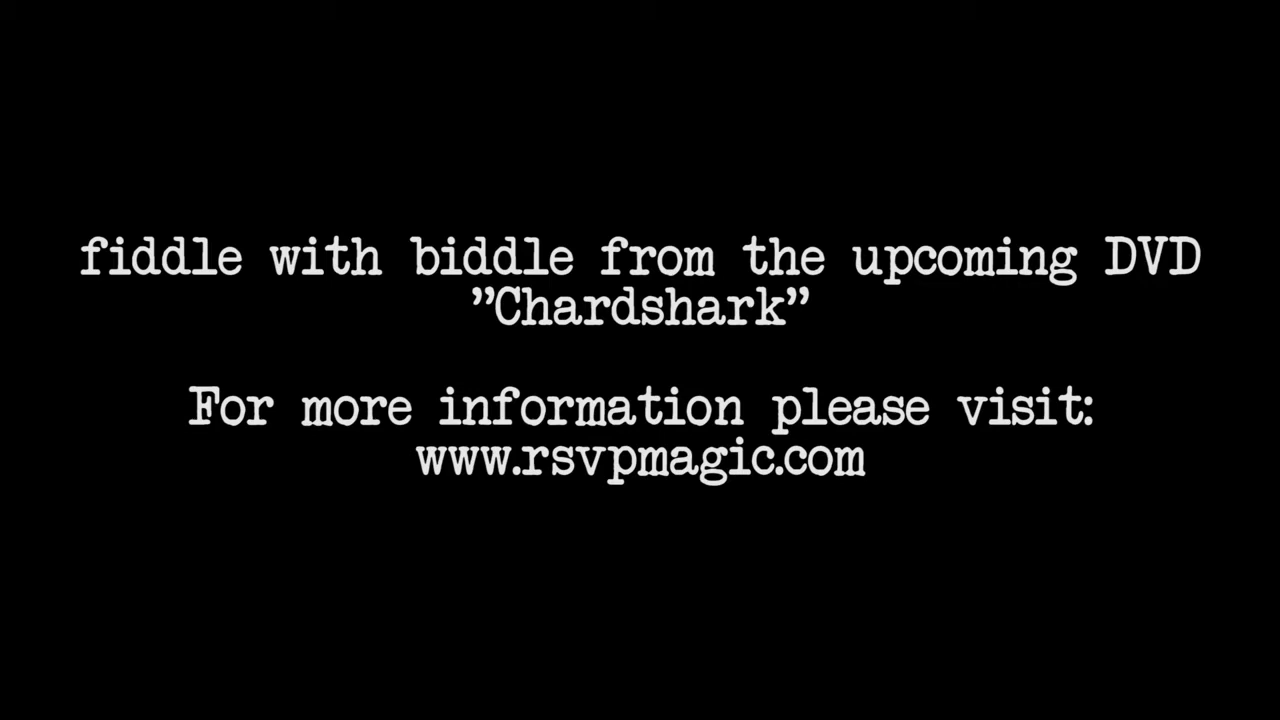 fiddle with biddle from the upcoming DVD
”Chardshark”
For more information please visit:
www.rsvpmagic.com